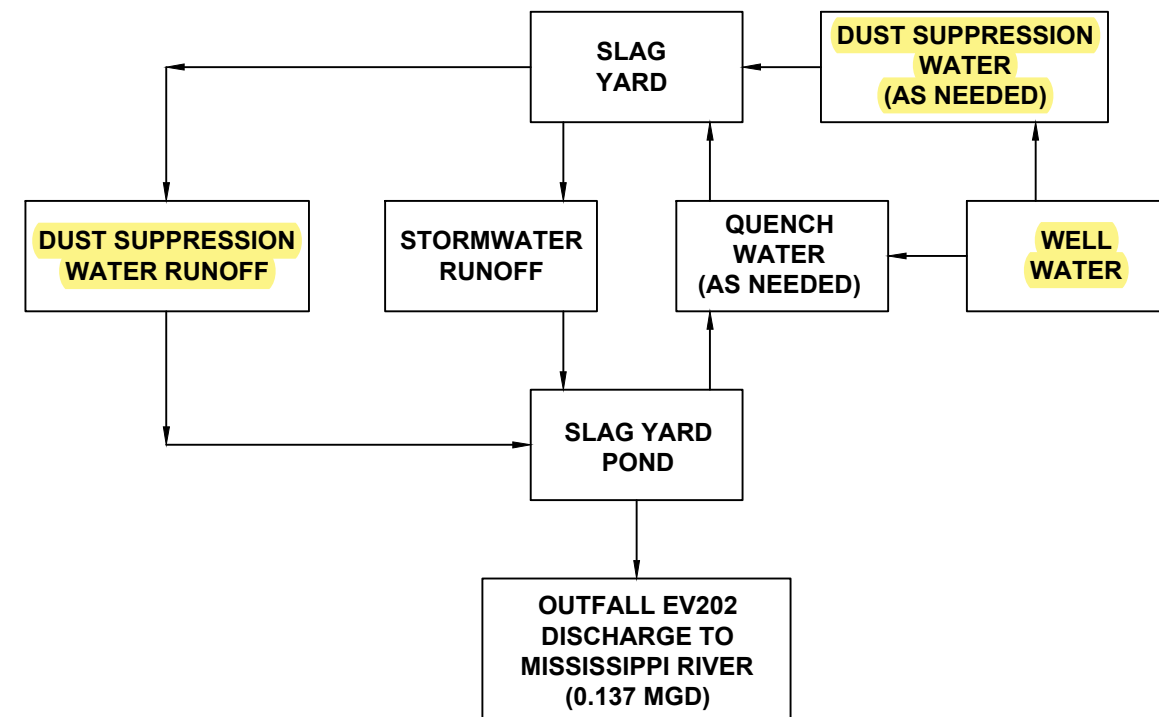 SLAG
YARD
DUST SUPPRESSION
WATER
(AS NEEDED)
DUST SUPPRESSION
WATER RUNOFF
STORMWATER
RUNOFF
QUENCH
WATER
(AS NEEDED)
WELL
WATER
SLAG YARD
POND
OUTFALL EV202
DISCHARGE TO
MISSISSIPPI RIVER
(0.137 MGD)